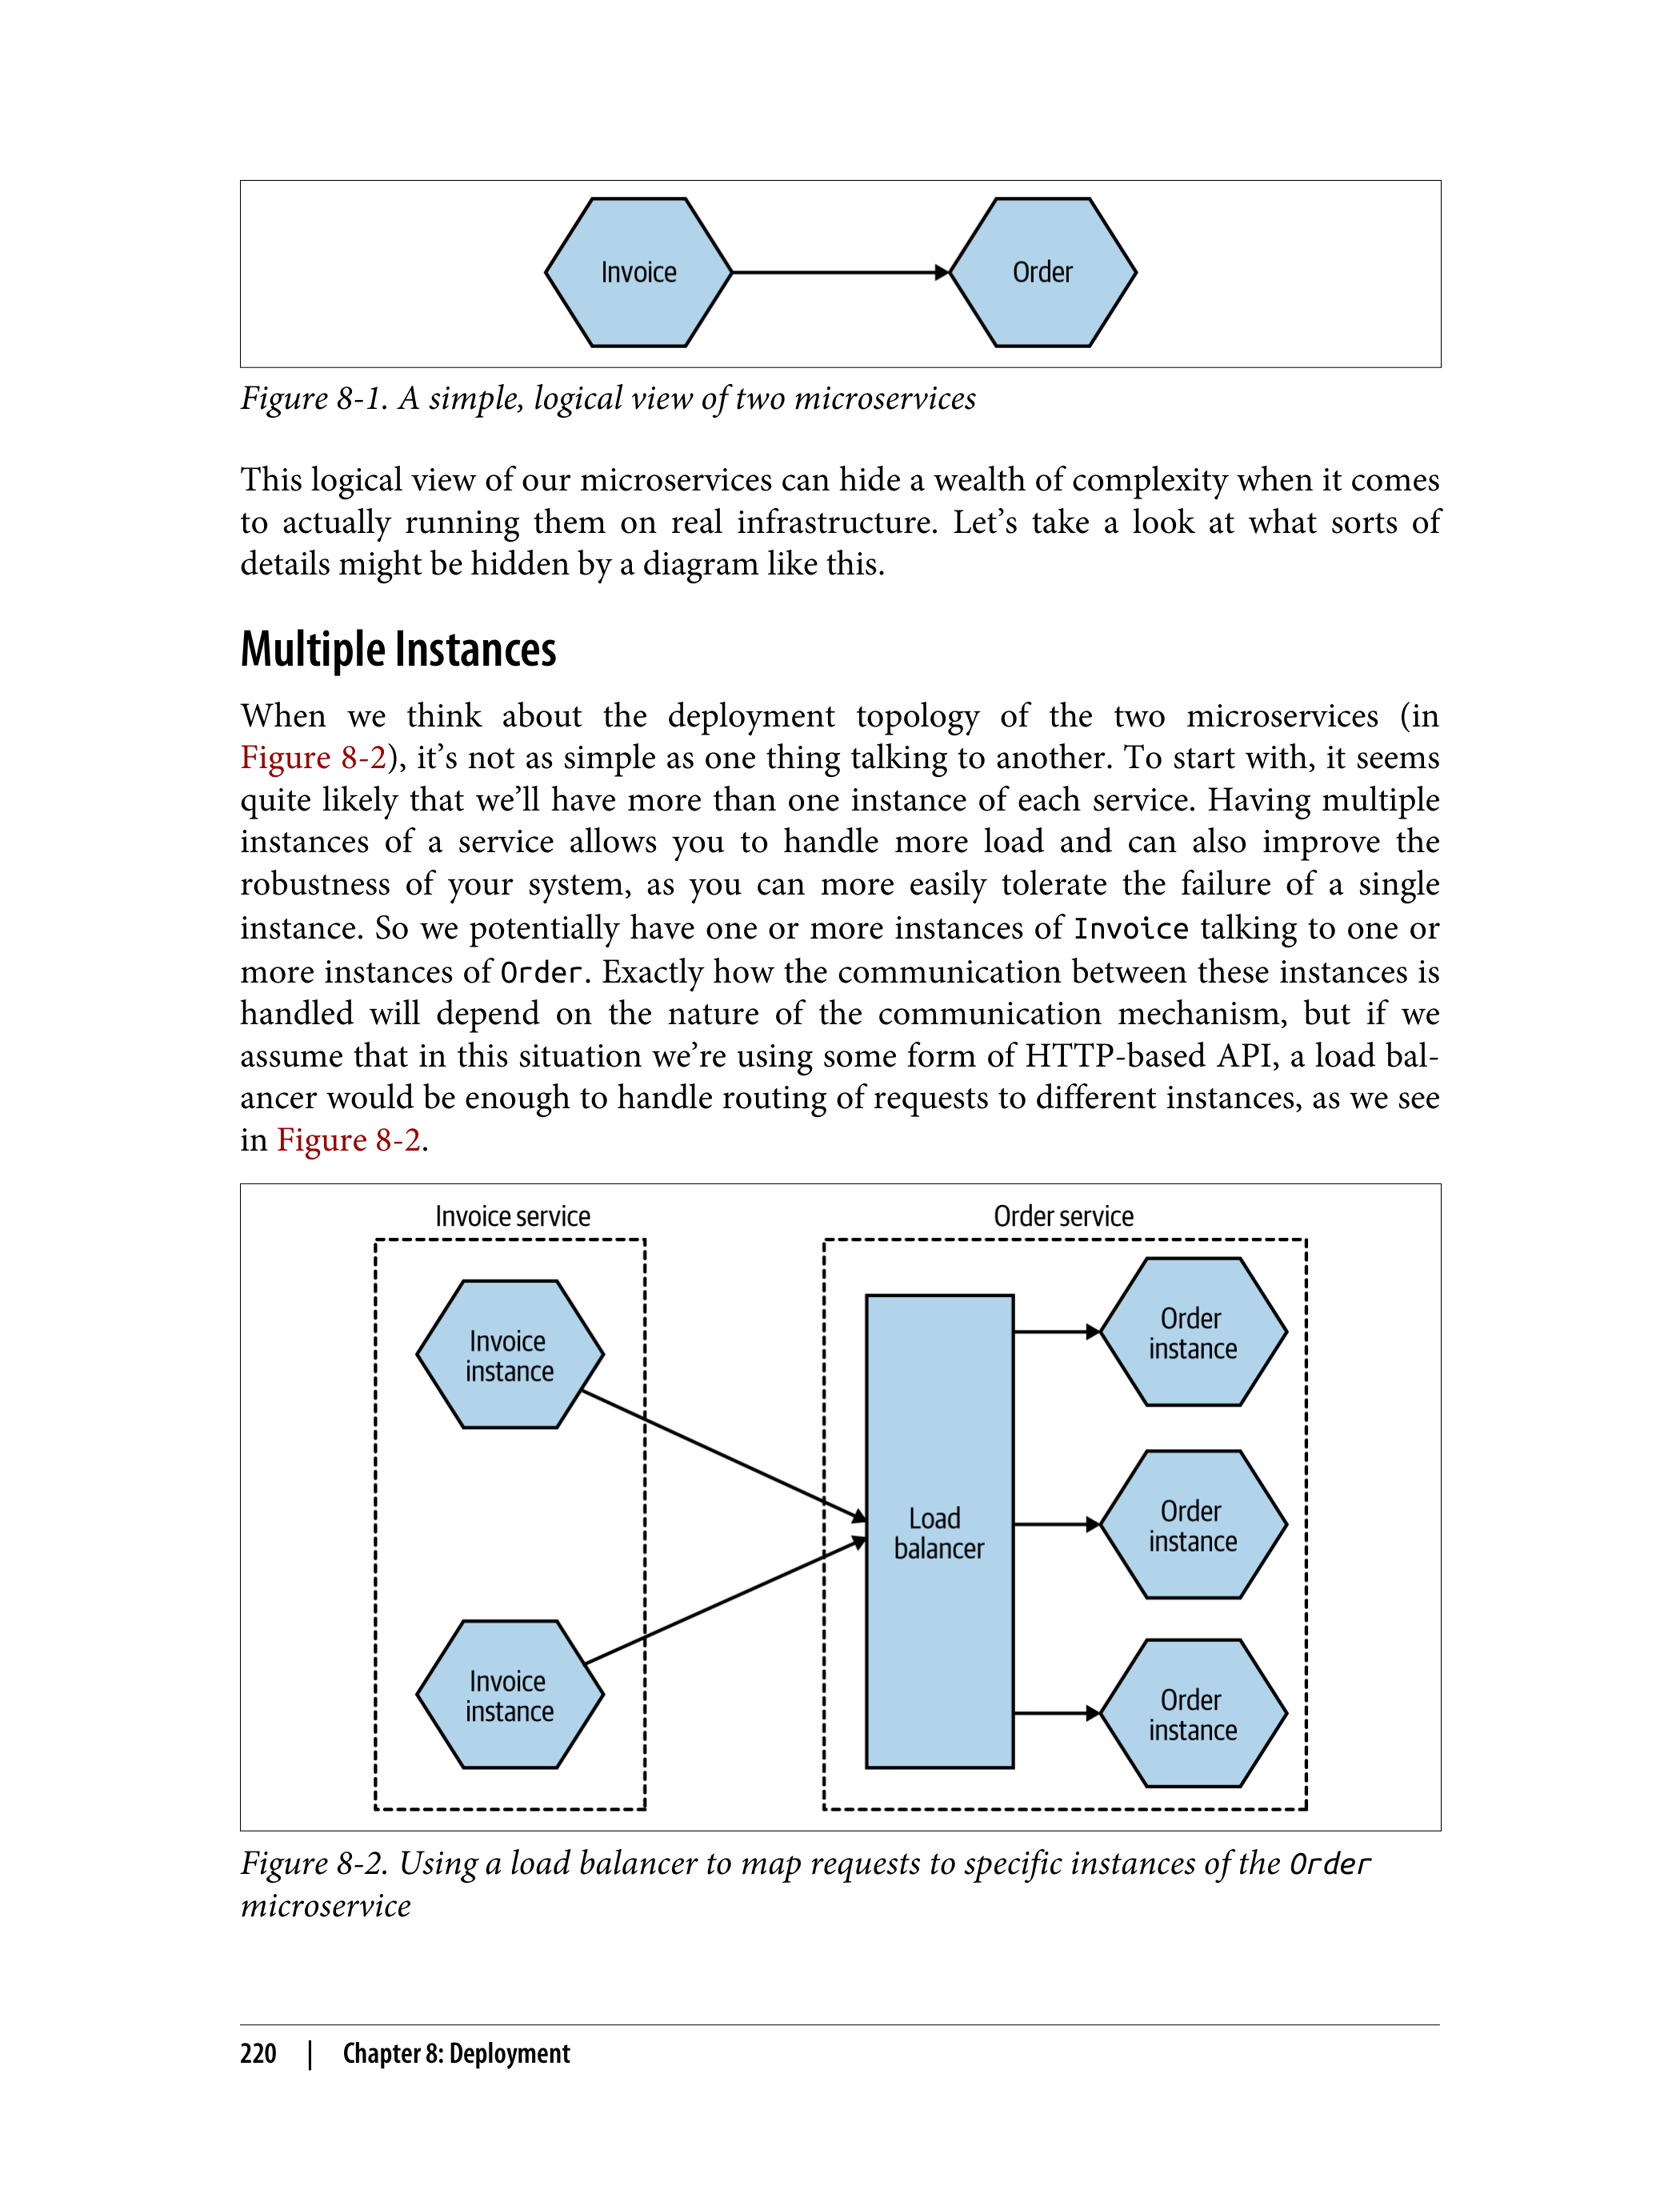 Invoice
Order
Figure 8-1. A simple, logical view of two microservices
This logical view of our microservices can hide a wealth of complexity when it comes
to actually running them on real infrastructure. Let’s take a look at what sorts of
details might be hidden by a diagram like this.
Multiple Instances
When we think about the deployment topology of the two microservices (in
Figure 8-2), it’s not as simple as one thing talking to another. To start with, it seems
quite likely that we’ll have more than one instance of each service. Having multiple
instances of a service allows you to handle more load and can also improve the
robustness of your system, as you can more easily tolerate the failure of a single
instance. So we potentially have one or more instances of Invoice talking to one or
more instances of Order. Exactly how the communication between these instances is
handled will depend on the nature of the communication mechanism, but if we
assume that in this situation we’re using some form of HTTP-based API, a load bal-
ancer would be enough to handle routing of requests to different instances, as we see
in Figure 8-2.
Invoice service
Invoice
instance
Invoice
instance
Order service
Load
balancer
Order
instance
Order
instance
Order
instance
Figure 8-2. Using a load balancer to map requests to specific instances of the Order
microservice
220 | Chapter 8: Deployment